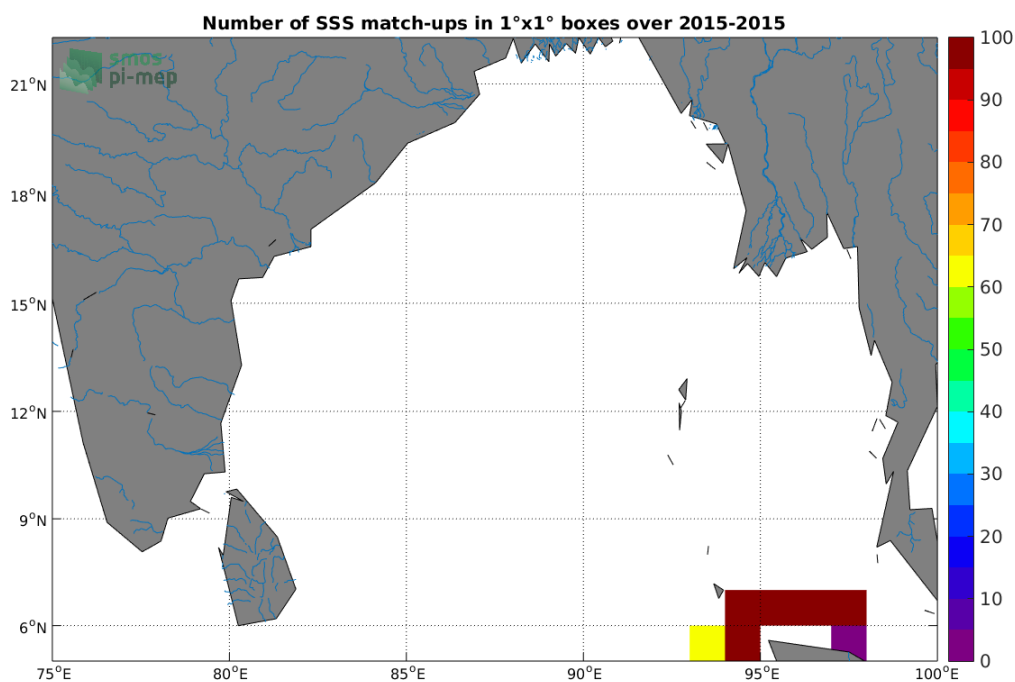 Number of SSS match-ups in 1°x1° boxes over 2015-2015
smos
pi-mep
21°N
18°N
15°N
12°N
9°N
6°N
75°E 80°E 85°E 90°E 95°E 100°E
100
90
80
70
60
50
40
30
20
10
0